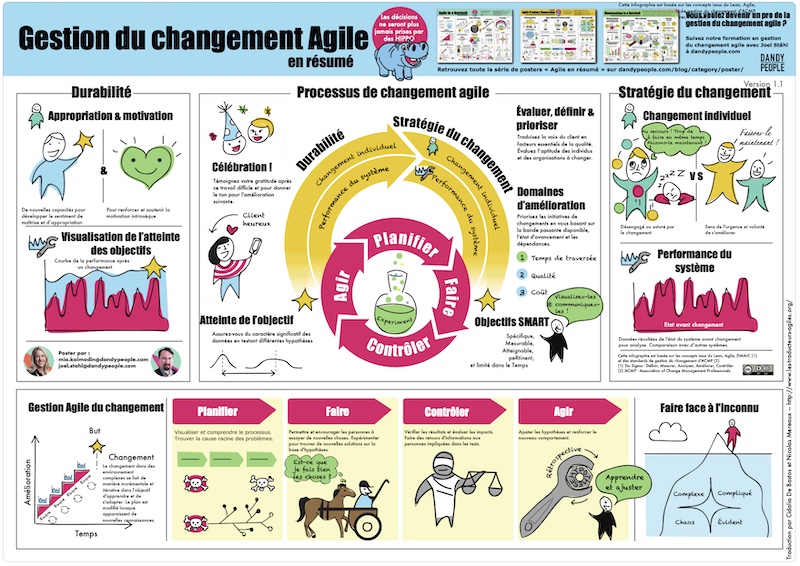 Gestion du changement Agile
en résumé
Les décisions
ne seront plus
jamais prises par
des HIPPO
Retrouvez toute la série de posters « Agile en résumé » sur dandypeople.com/blog/category/poster/
Cette infographie est basée sur les concepts issus du Lean, Agile,
Vous voulez devenir un pro de la
gestion du changement agile ?
Suivez notre formation en gestion
du changement agile avec Joel Ståhl
à dandypeople.com
DANDY
PEOPLE
Version 1.1
Durabilité
Appropriation & motivation
&
De nouvelles capacités pour
développer le sentiment de
maîtrise et d'appropriation
Pour renforcer et soutenir la
motivation intrinsèque
Visualisation de l'atteinte
des objectifs
Courbe de la performance après
un changement
Poster par :
mia.kolmodin@dandypeople.com
joel.stahl@dandypeople.com
Processus de changement agile
Célébration !
Témoignez votre gratitude après
ce travail difficile et pour donner
le ton pour l'amélioration
suivante.
Client
heureux
Atteinte de l'objectif
Assurez-vous du caractère significatif des
données en testant différentes hypothèses
Durabilité
Changement individuel
Performance du système
Stratégie du changement
Changement individuel
Performance du système
Planifier
Faire
Contrôler
Agir
Experiment
Évaluer, définir &
prioriser
Traduisez la voix du client en
facteurs essentiels de la qualité.
Évaluez l'aptitude des individus
et des organisations à changer.
Domaines
d'amélioration
Priorisez les initiatives de
changements en vous basant sur
la bande passante disponible,
l'état d'avancement et les
dépendances.
1 Temps de traversée
2 Qualité
3 Coût
Visualisez-les
communiquez-
les !
Objectifs SMART
Spécifique,
Mesurable,
Atteignable,
pertinent,
et limité dans le Temps
Stratégie du changement
Changement individuel
Au secours ! Trop de
à faire en même temps
Faisons-le
maintenant !
zzZZ
VS
Désengagé ou saturé par
le changement
Sens de l'urgence et volonté
de s'améliorer
Performance du
système
Etat avant changement
Données récoltées de l'état du système avant changement
pour analyse. Comparaison avec d'autres systèmes.
Cette infographie est basée sur les concepts issus du Lean, Agile, DMAIC (1)
et des standards de gestion du changement d'ACMP (2).
(1) Six Sigma : Définir, Mesurer, Analyser, Améliorer, Contrôler
(2) ACMP : Association of Change Management Professionals
Gestion Agile du changement
Amélioration
But
Changement dans des
environnement
complexes se fait de
manière incrémentale et
itérative dans l'objectif
d'apprendre et de
s'adapter. Le plan est
modifié lorsque
apparaissent de
nouvelles connaissances.
Temps
Planifier
Visualiser et comprendre le processus.
Trouver la cause racine des problèmes.
Faire
Permettre et encourager les personnes à
essayer de nouvelles choses. Expérimenter
pour trouver de nouvelles solutions sur la
base d'hypothèses.
Est-ce que
je fais bien
les choses ?
Contrôler
Vérifier les résultats et évaluer les impacts.
Faire des retours d'informations aux
personnes impliquées dans les tests.
Agir
Ajuster les hypothèses et renforcer le
nouveau comportement.
Rétrospective
Apprendre
et ajuster
Faire face à l'inconnu
Complexe
Compliqué
Chaos
Évident
Traduction par Cidália De Barros et Nicolas Mereaux – http://www.les-traducteurs-agiles.org/